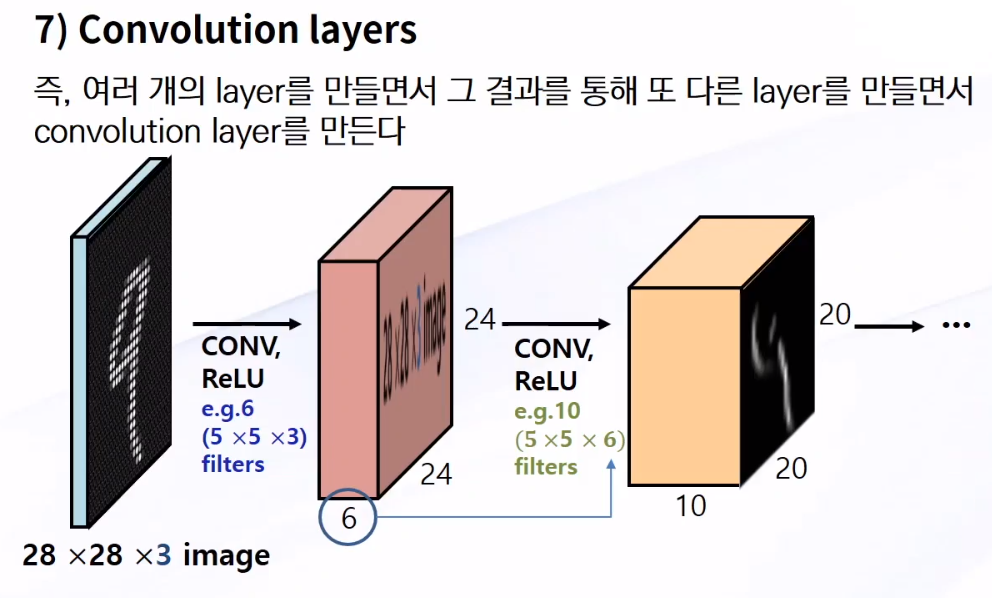 7) Convolution layers
즉, 여러 개의 layer를 만들면서 그 결과를 통해 또 다른 layer를 만들면서
convolution layer를 만든다
28 ×28 ×3 image
CONV,
ReLU
e.g.6
(5 ×5 ×3)
filters
28 ×28 ×3 image
24
24
6
CONV,
ReLU
e.g.10
(5 ×5 × 6)
filters
20
20
10
...